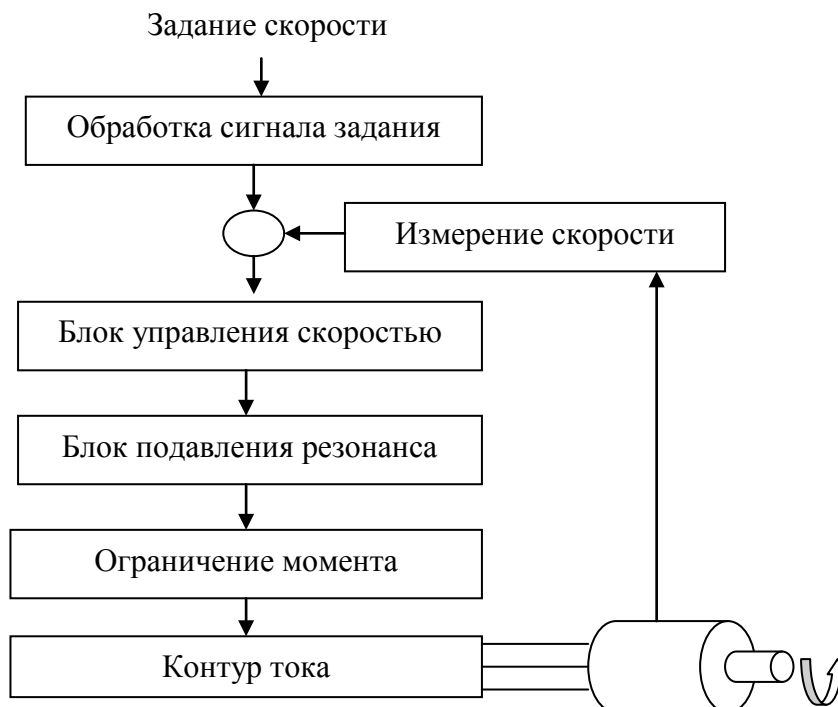 Задание скорости
Обработка сигнала задания
Измерение скорости
Блок управления скоростью
Блок подавления резонанса
Ограничение момента
Контур тока